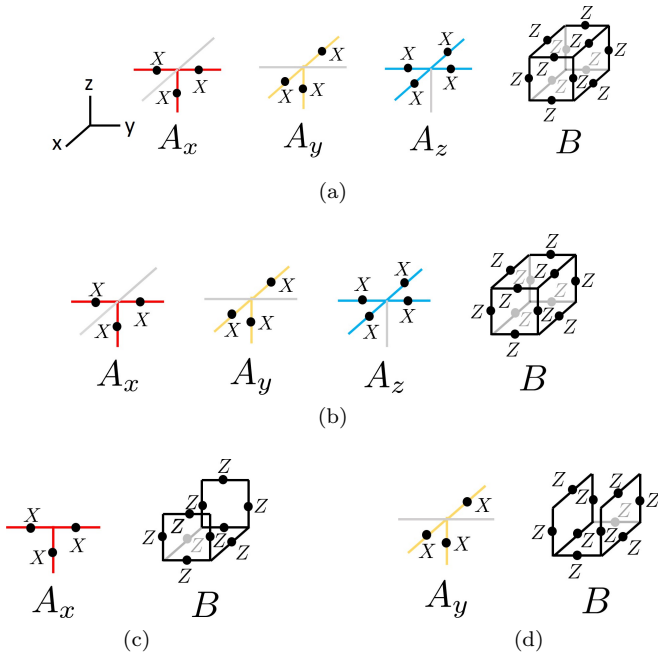 Z
X X X Z Z Z Z Z
z X X X X Z Z Z Z
x y X X X X X Z Z
A_x A_y A_z B
(a)
Z
X X X X Z Z Z Z
X X X X Z Z Z Z
X X X X X Z Z
A_x A_y A_z B
(b)
Z Z
X X Z Z Z X Z Z Z
X Z Z Z Z X X Z Z Z Z
Z Z
A_x B A_y B
(c) (d)